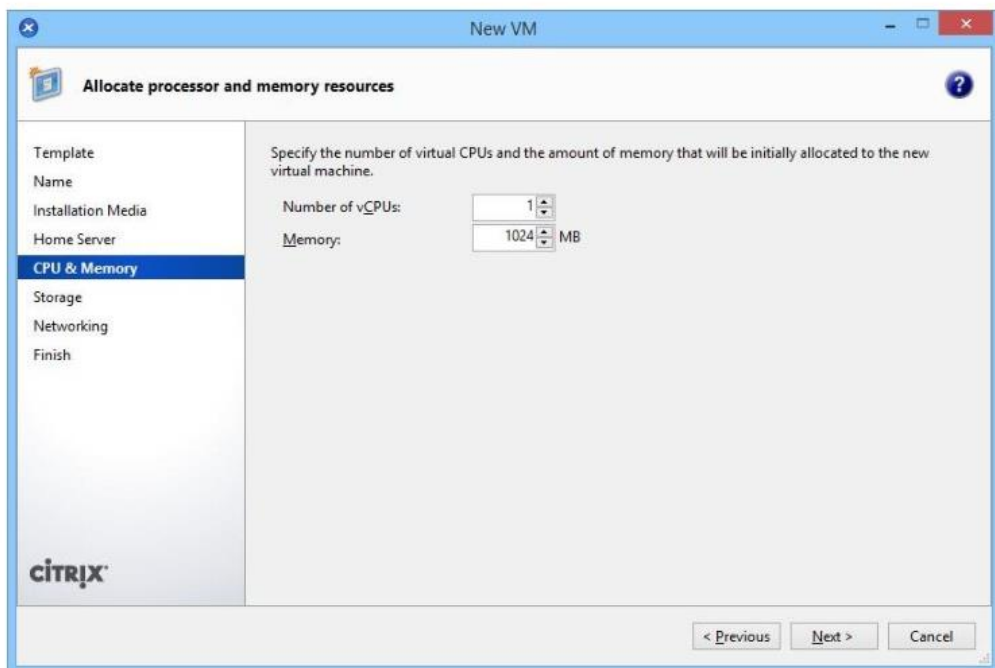 New VM
Allocate processor and memory resources
?
Template
Name
Installation Media
Home Server
CPU & Memory
Storage
Networking
Finish
Specify the number of virtual CPUs and the amount of memory that will be initially allocated to the new
virtual machine.
Number of vCPUs: 1
Memory: 1024 MB
CİTRIX
< Previous Next > Cancel